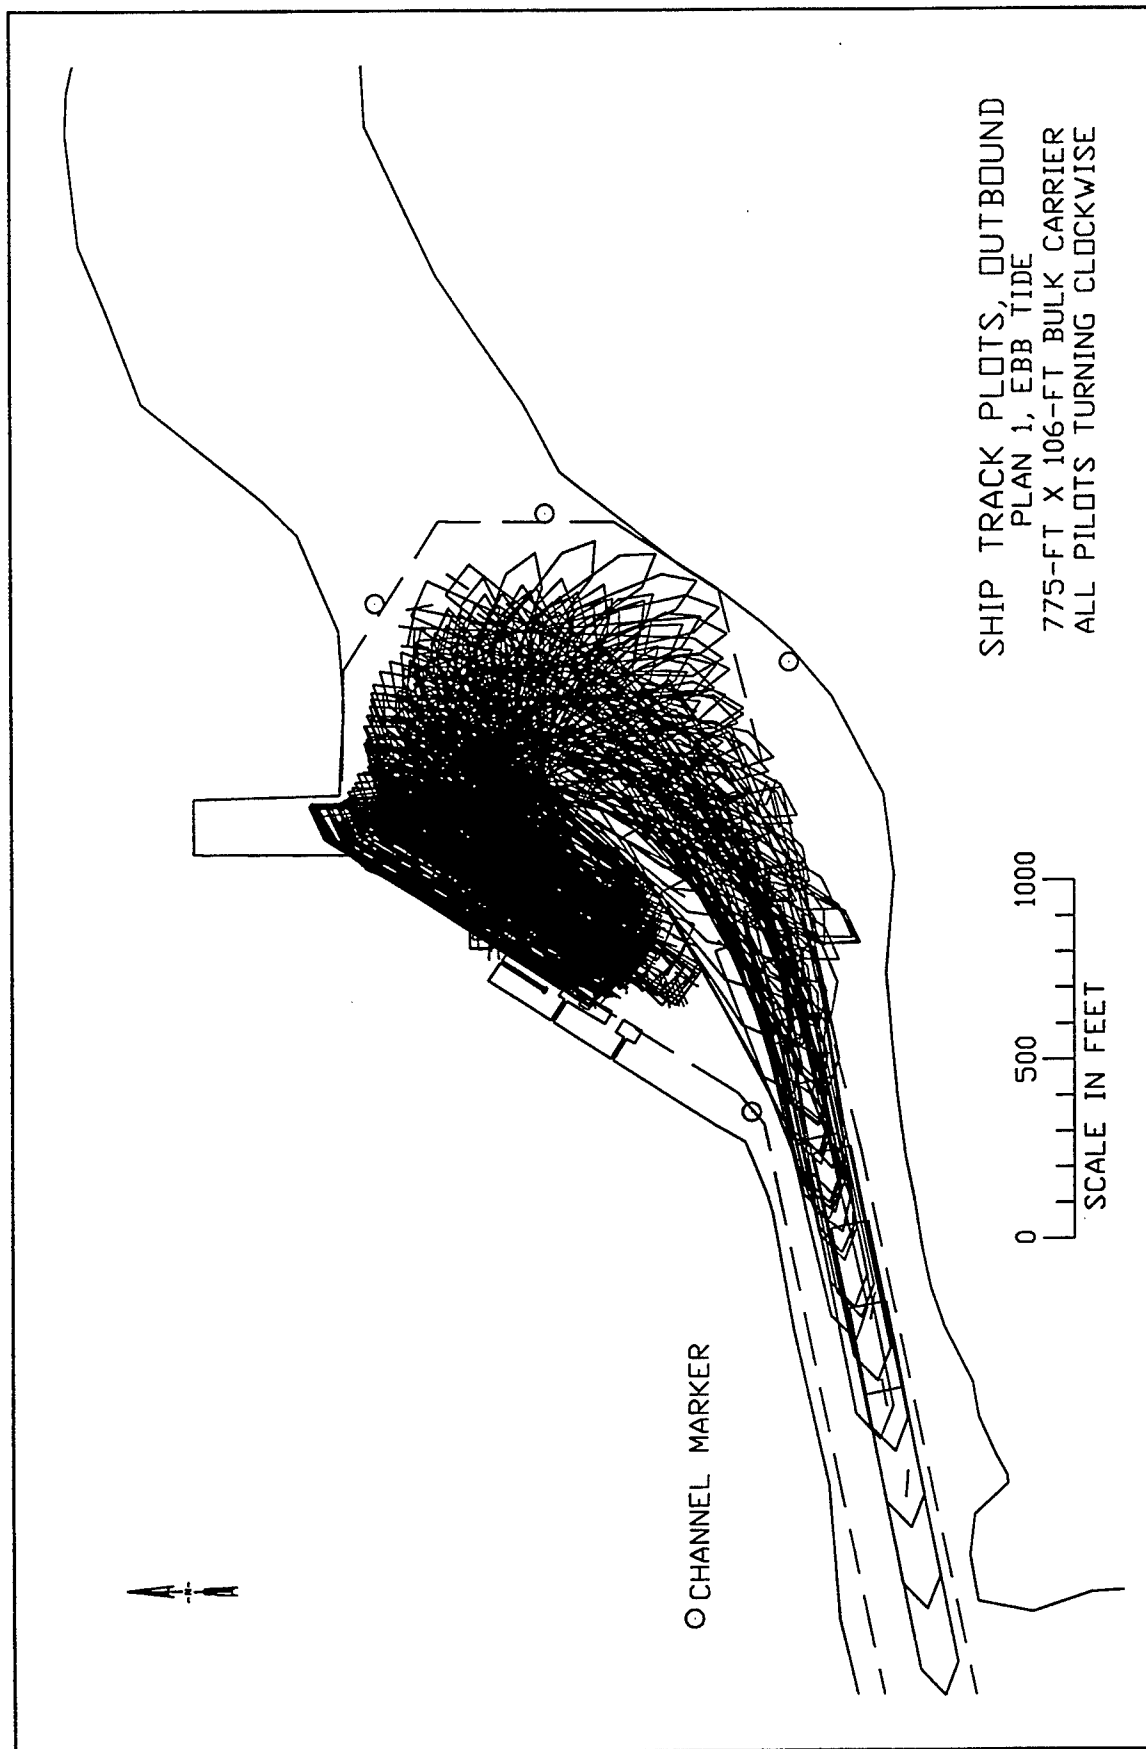 SHIP TRACK PLOTS, OUTBOUND
PLAN 1, EBB TIDE
775-FT X 106-FT BULK CARRIER
ALL PILOTS TURNING CLOCKWISE
CHANNEL MARKER
0 500 1000
SCALE IN FEET
N